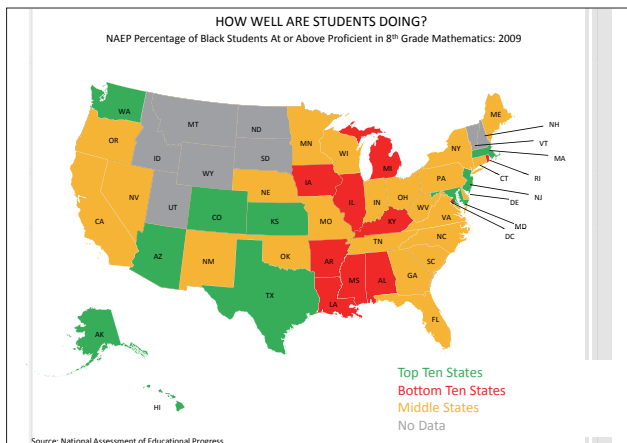 HOW WELL ARE STUDENTS DOING?
NAEP Percentage of Black Students At or Above Proficient in 8th Grade Mathematics: 2009
WA
ME
MT
ND
NH
OR
MN
VT
ID
SD
WI
NY
MA
WY
MI
RI
CT
IA
PA
NE
NJ
NV
IL
IN
OH
DE
UT
CO
WV
MD
CA
KS
MO
KY
VA
DC
NC
TN
AZ
OK
NM
AR
SC
MS
AL
GA
TX
LA
FL
AK
HI
Top Ten States
Bottom Ten States
Middle States
No Data
Source: National Assessment of Educational Progress